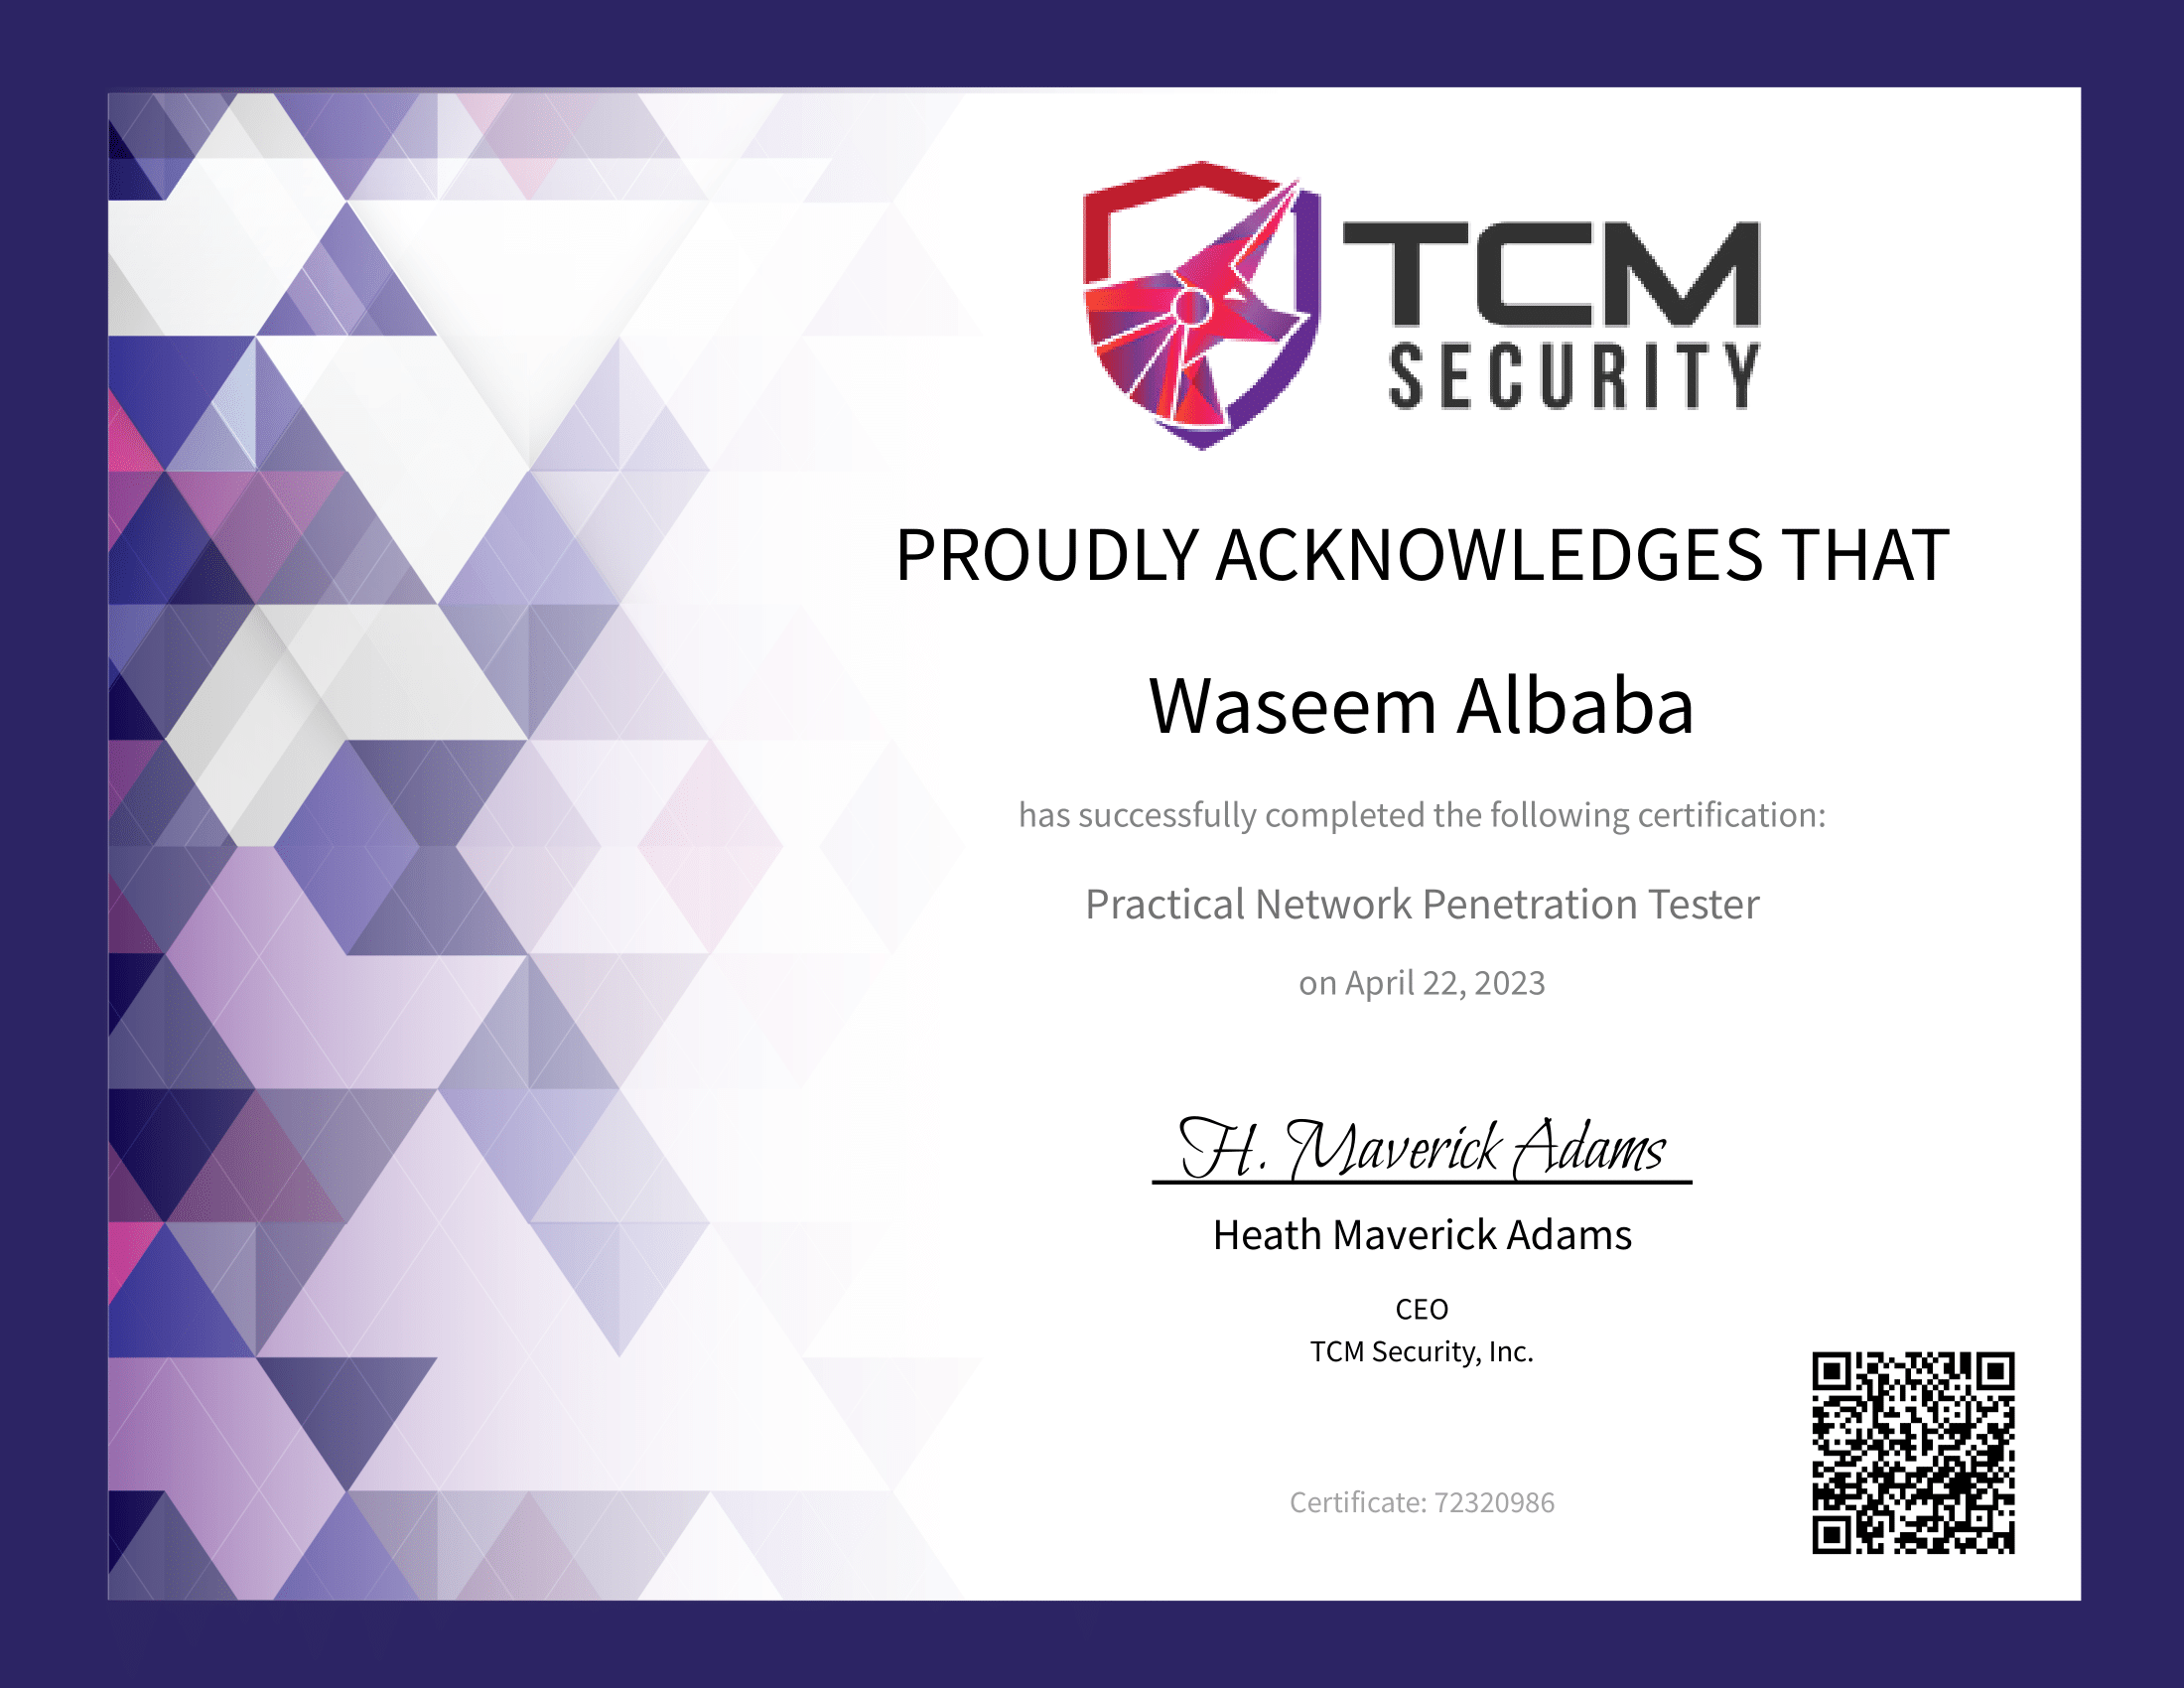 TCM
SECURITY
PROUDLY ACKNOWLEDGES THAT
Waseem Albaba
has successfully completed the following certification:
Practical Network Penetration Tester
on April 22, 2023
H. Maverick Adams
Heath Maverick Adams
CEO
TCM Security, Inc.
Certificate: 72320986